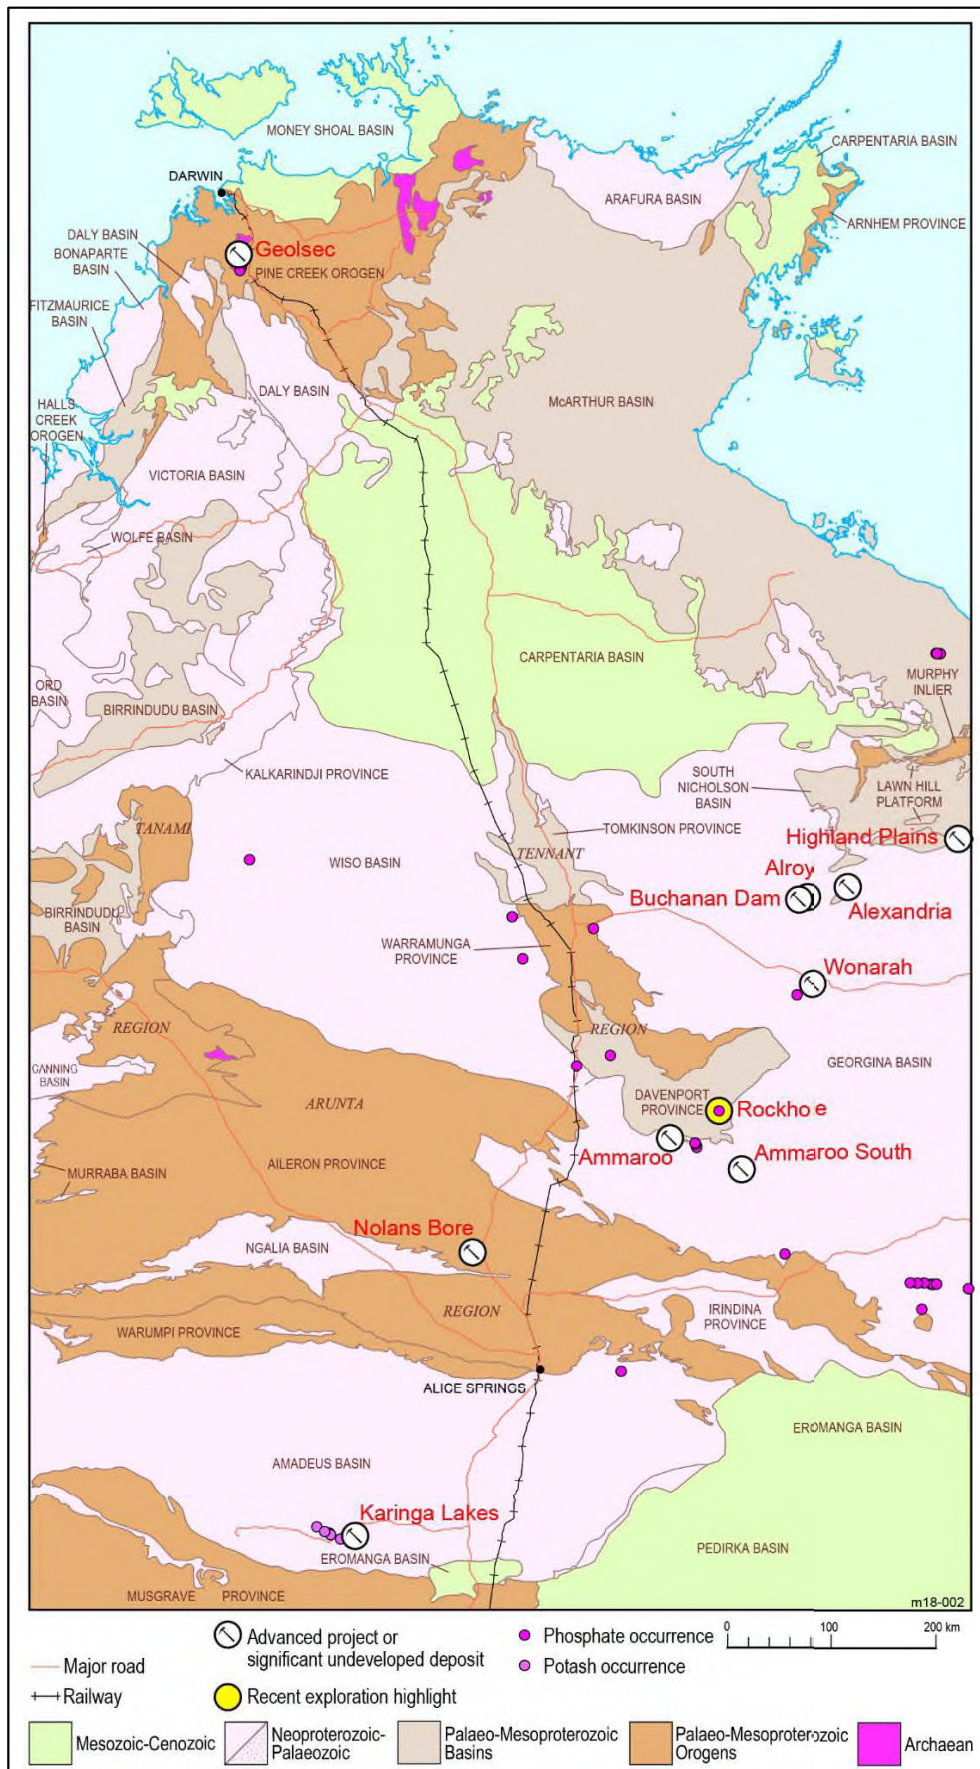 MONEY SHOAL BASIN
CARPENTARIA BASIN
DARWIN
ARAFURA BASIN
ARNHEM PROVINCE
DALY BASIN
BONAPARTE
BASIN
Geolsec
PINE CREEK OROGEN
FITZMAURICE
BASIN
DALY BASIN
McARTHUR BASIN
HALLS
CREEK
OROGEN
VICTORIA BASIN
WOLFE BASIN
CARPENTARIA BASIN
MURPHY
INLIER
ORD
BASIN
BIRRINDUDU BASIN
KALKARINDJI PROVINCE
SOUTH
NICHOLSON
BASIN
LAWN HILL
PLATFORM
TANAMI
TOMKINSON PROVINCE
Highland Plains
WISO BASIN
TENNANT
Alroy
Buchanan Dam
Alexandria
BIRRINDUDU
BASIN
WARRAMUNGA
PROVINCE
Wonarah
REGION
REGION
CANNING
BASIN
GEORGINA BASIN
ARUNTA
DAVENPORT
PROVINCE
Rockhole
Ammaroo
Ammaroo South
AILERON PROVINCE
MURRABA BASIN
Nolans Bore
NGALIA BASIN
REGION
IRINDINA
PROVINCE
WARUMPI PROVINCE
ALICE SPRINGS
EROMANGA BASIN
AMADEUS BASIN
Karinga Lakes
EROMANGA BASIN
PEDIRKA BASIN
MUSGRAVE PROVINCE
m18-002
Advanced project or
significant undeveloped deposit
Phosphate occurrence
0 100 200 km
Major road
Potash occurrence
Railway
Recent exploration highlight
Mesozoic-Cenozoic
Neoproterozoic-
Palaeozoic
Palaeo-Mesoproterozoic
Basins
Palaeo-Mesoproterozoic
Orogens
Archaean